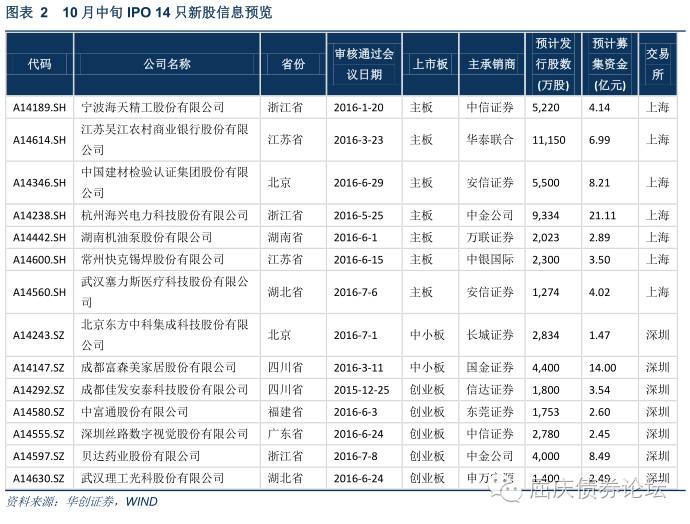 图表 2 10 月中旬 IPO 14 只新股信息预览
代码 公司名称 省份 审核通过会议日期 上市板 主承销商 预计发行股数(万股) 预计募集资金(亿元) 交易所
A14189.SH 宁波海天精工股份有限公司 浙江省 2016-1-20 主板 中信证券 5,220 4.14 上海
A14614.SH 江苏吴江农村商业银行股份有限公司 江苏省 2016-3-23 主板 华泰联合 11,150 6.99 上海
A14346.SH 中国建材检验认证集团股份有限公司 北京 2016-6-29 主板 安信证券 5,500 8.21 上海
A14238.SH 杭州海兴电力科技股份有限公司 浙江省 2016-5-25 主板 中金公司 9,334 21.11 上海
A14442.SH 湖南机油泵股份有限公司 湖南省 2016-6-1 主板 万联证券 2,023 2.89 上海
A14600.SH 常州快克锡焊股份有限公司 江苏省 2016-6-15 主板 中银国际 2,300 3.50 上海
A14560.SH 武汉塞力斯医疗科技股份有限公司 湖北省 2016-7-6 主板 安信证券 1,274 4.02 上海
A14243.SZ 北京东方中科集成科技股份有限公司 北京 2016-7-1 中小板 长城证券 2,834 1.47 深圳
A14147.SZ 成都富森美家居股份有限公司 四川省 2016-3-11 中小板 国金证券 4,400 14.00 深圳
A14292.SZ 成都佳发安泰科技股份有限公司 四川省 2015-12-25 创业板 信达证券 1,800 3.54 深圳
A14580.SZ 中富通股份有限公司 福建省 2016-6-3 创业板 东莞证券 1,753 2.60 深圳
A14555.SZ 深圳丝路数字视觉股份有限公司 广东省 2016-6-24 创业板 中信证券 2,780 2.45 深圳
A14597.SZ 贝达药业股份有限公司 浙江省 2016-7-8 创业板 中金公司 4,000 8.49 深圳
A14630.SZ 武汉理工光科股份有限公司 湖北省 2016-6-24 创业板 申万宏源 1,400 2.49 深圳
资料来源：华创证券，WIND
屈庆债券论坛